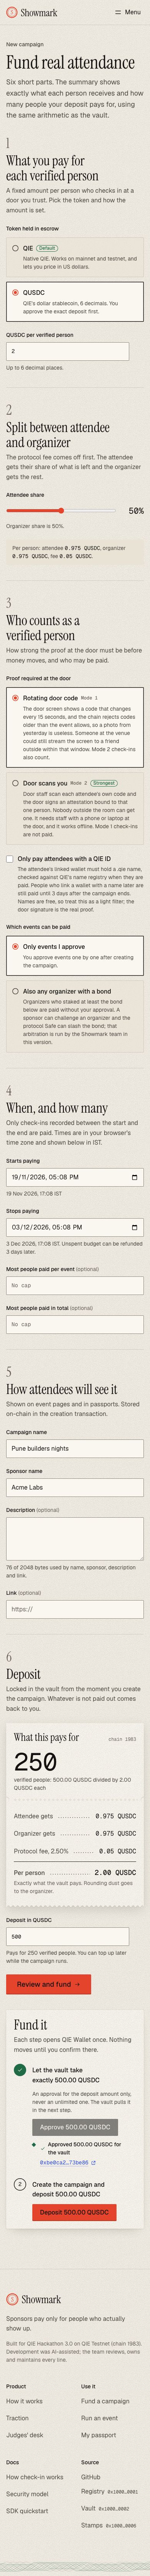 Showmark
Menu
New campaign
Fund real attendance
Six short parts. The summary shows
exactly what each person receives and how
many people your deposit pays for, using
the same arithmetic as the vault.
1
What you pay for
each verified person
A fixed amount per person who checks in at a
door you trust. Pick the token and how the
amount is set.
Token held in escrow
QIE Default
Native QIE. Works on mainnet and testnet, and
lets you price in US dollars.
QUSDC
QIE's dollar stablecoin, 6 decimals. You
approve the exact deposit first.
QUSDC per verified person
2
Up to 6 decimal places.
2
Split between attendee
and organizer
The protocol fee comes off first. The attendee
gets their share of what is left and the organizer
gets the rest.
Attendee share
50%
Organizer share is 50%.
Per person: attendee 0.975 QUSDC, organizer
0.975 QUSDC, fee 0.05 QUSDC.
3
Who counts as a
verified person
How strong the proof at the door must be before
money moves, and who may be paid.
Proof required at the door
Rotating door code Mode 1
The door screen shows a code that changes
every 15 seconds, and the chain rejects codes
older than the event allows, so a photo from
yesterday is useless. Someone at the venue
could still stream the screen to a friend
outside within that window. Mode 2 check-ins
also count.
Door scans you Mode 2 Strongest
Door staff scan each attendee's own code and
the door signs an attestation bound to that
one person. Nobody outside the room can get
one. It needs staff with a phone or laptop at
the door, and it works offline. Mode 1 check-ins
are not paid.
Only pay attendees with a QIE ID
The attendee's linked wallet must hold a .qie name,
checked against QIE's name registry when they are
paid. People who link a wallet with a name later are
still paid until 3 days after the campaign ends.
Names are free, so treat this as a light filter; the
door signature is the real proof.
Which events can be paid
Only events I approve
You approve events by one after creating
the campaign.
Also any organizer with a bond
Organizers who staked at least the bond
below are paid without your approval. A
sponsor can challenge an organizer and the
protocol Safe can slash the bond; that
arbitration is run by the Showmark team in
this version.
4
When, and how many
Only check-ins recorded between the start and
the end are paid. Times are in your browser's
time zone and shown below in IST.
Starts paying
19/11/2026, 05:08 PM
19 Nov 2026, 17:08 IST
Stops paying
03/12/2026, 05:08 PM
3 Dec 2026, 17:08 IST. Unspent budget can be refunded
3 days later.
Most people paid per event (optional)
No cap
Most people paid in total (optional)
No cap
5
How attendees will see it
Shown on event pages and in passports. Stored
on-chain in the creation transaction.
Campaign name
Pune builders nights
Sponsor name
Acme Labs
Description (optional)
76 of 2048 bytes used by name, sponsor, description
and link.
Link (optional)
https://
6
Deposit
Locked in the vault from the moment you create
the campaign. Whatever is not paid out comes
back to you.
What this pays for
chain 1983
250
verified people: 500.00 QUSDC divided by 2.00
QUSDC each
Attendee gets 0.975 QUSDC
Organizer gets 0.975 QUSDC
Protocol fee, 2.50% 0.05 QUSDC
Per person 2.00 QUSDC
Exactly what the vault pays. Rounding dust goes
to the organizer.
Deposit in QUSDC
500
Pays for 250 verified people. You can top up later
while the campaign runs.
Review and fund →
Fund it
Each step opens QIE Wallet once. Nothing
moves until you confirm there.
Let the vault take
exactly 500.00 QUSDC
An approval for the deposit amount only,
never an unlimited one. The vault pulls it
in the next step.
Approve 500.00 QUSDC
Approved 500.00 QUSDC for
the vault
0xbe0ca2…73be86
2
Create the campaign and
deposit 500.00 QUSDC
Deposit 500.00 QUSDC
Showmark
Sponsors pay only for people who actually
show up.
Built for QIE Hackathon 3.0 on QIE Testnet (chain 1983).
Development was AI-assisted; the team reviews, owns
and maintains every line.
Product
Use it
How it works
Fund a campaign
Traction
Run an event
Judges' desk
My passport
Docs
Source
How check-in works
GitHub
Security model
Registry 0x1000…0001
SDK quickstart
Vault 0x1000…0002
Stamps 0x1000…0005